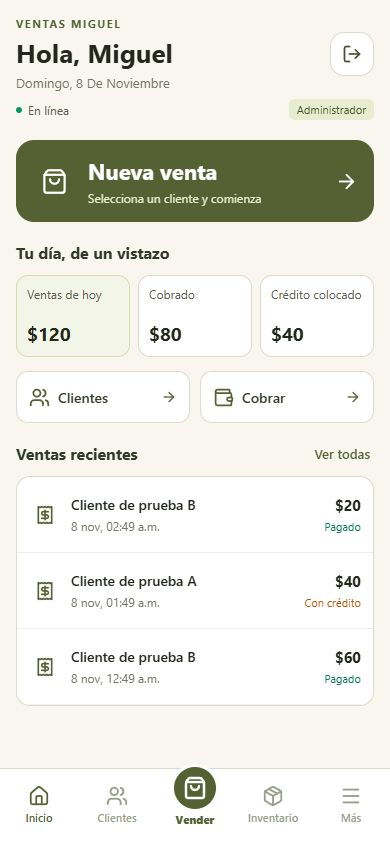 VENTAS MIGUEL
Hola, Miguel
Domingo, 8 De Noviembre
En línea
Administrador
Nueva venta
Selecciona un cliente y comienza
Tu día, de un vistazo
Ventas de hoy
$120
Cobrado
$80
Crédito colocado
$40
Clientes
Cobrar
Ventas recientes
Ver todas
Cliente de prueba B
8 nov, 02:49 a.m.
$20
Pagado
Cliente de prueba A
8 nov, 01:49 a.m.
$40
Con crédito
Cliente de prueba B
8 nov, 12:49 a.m.
$60
Pagado
Inicio
Clientes
Vender
Inventario
Más